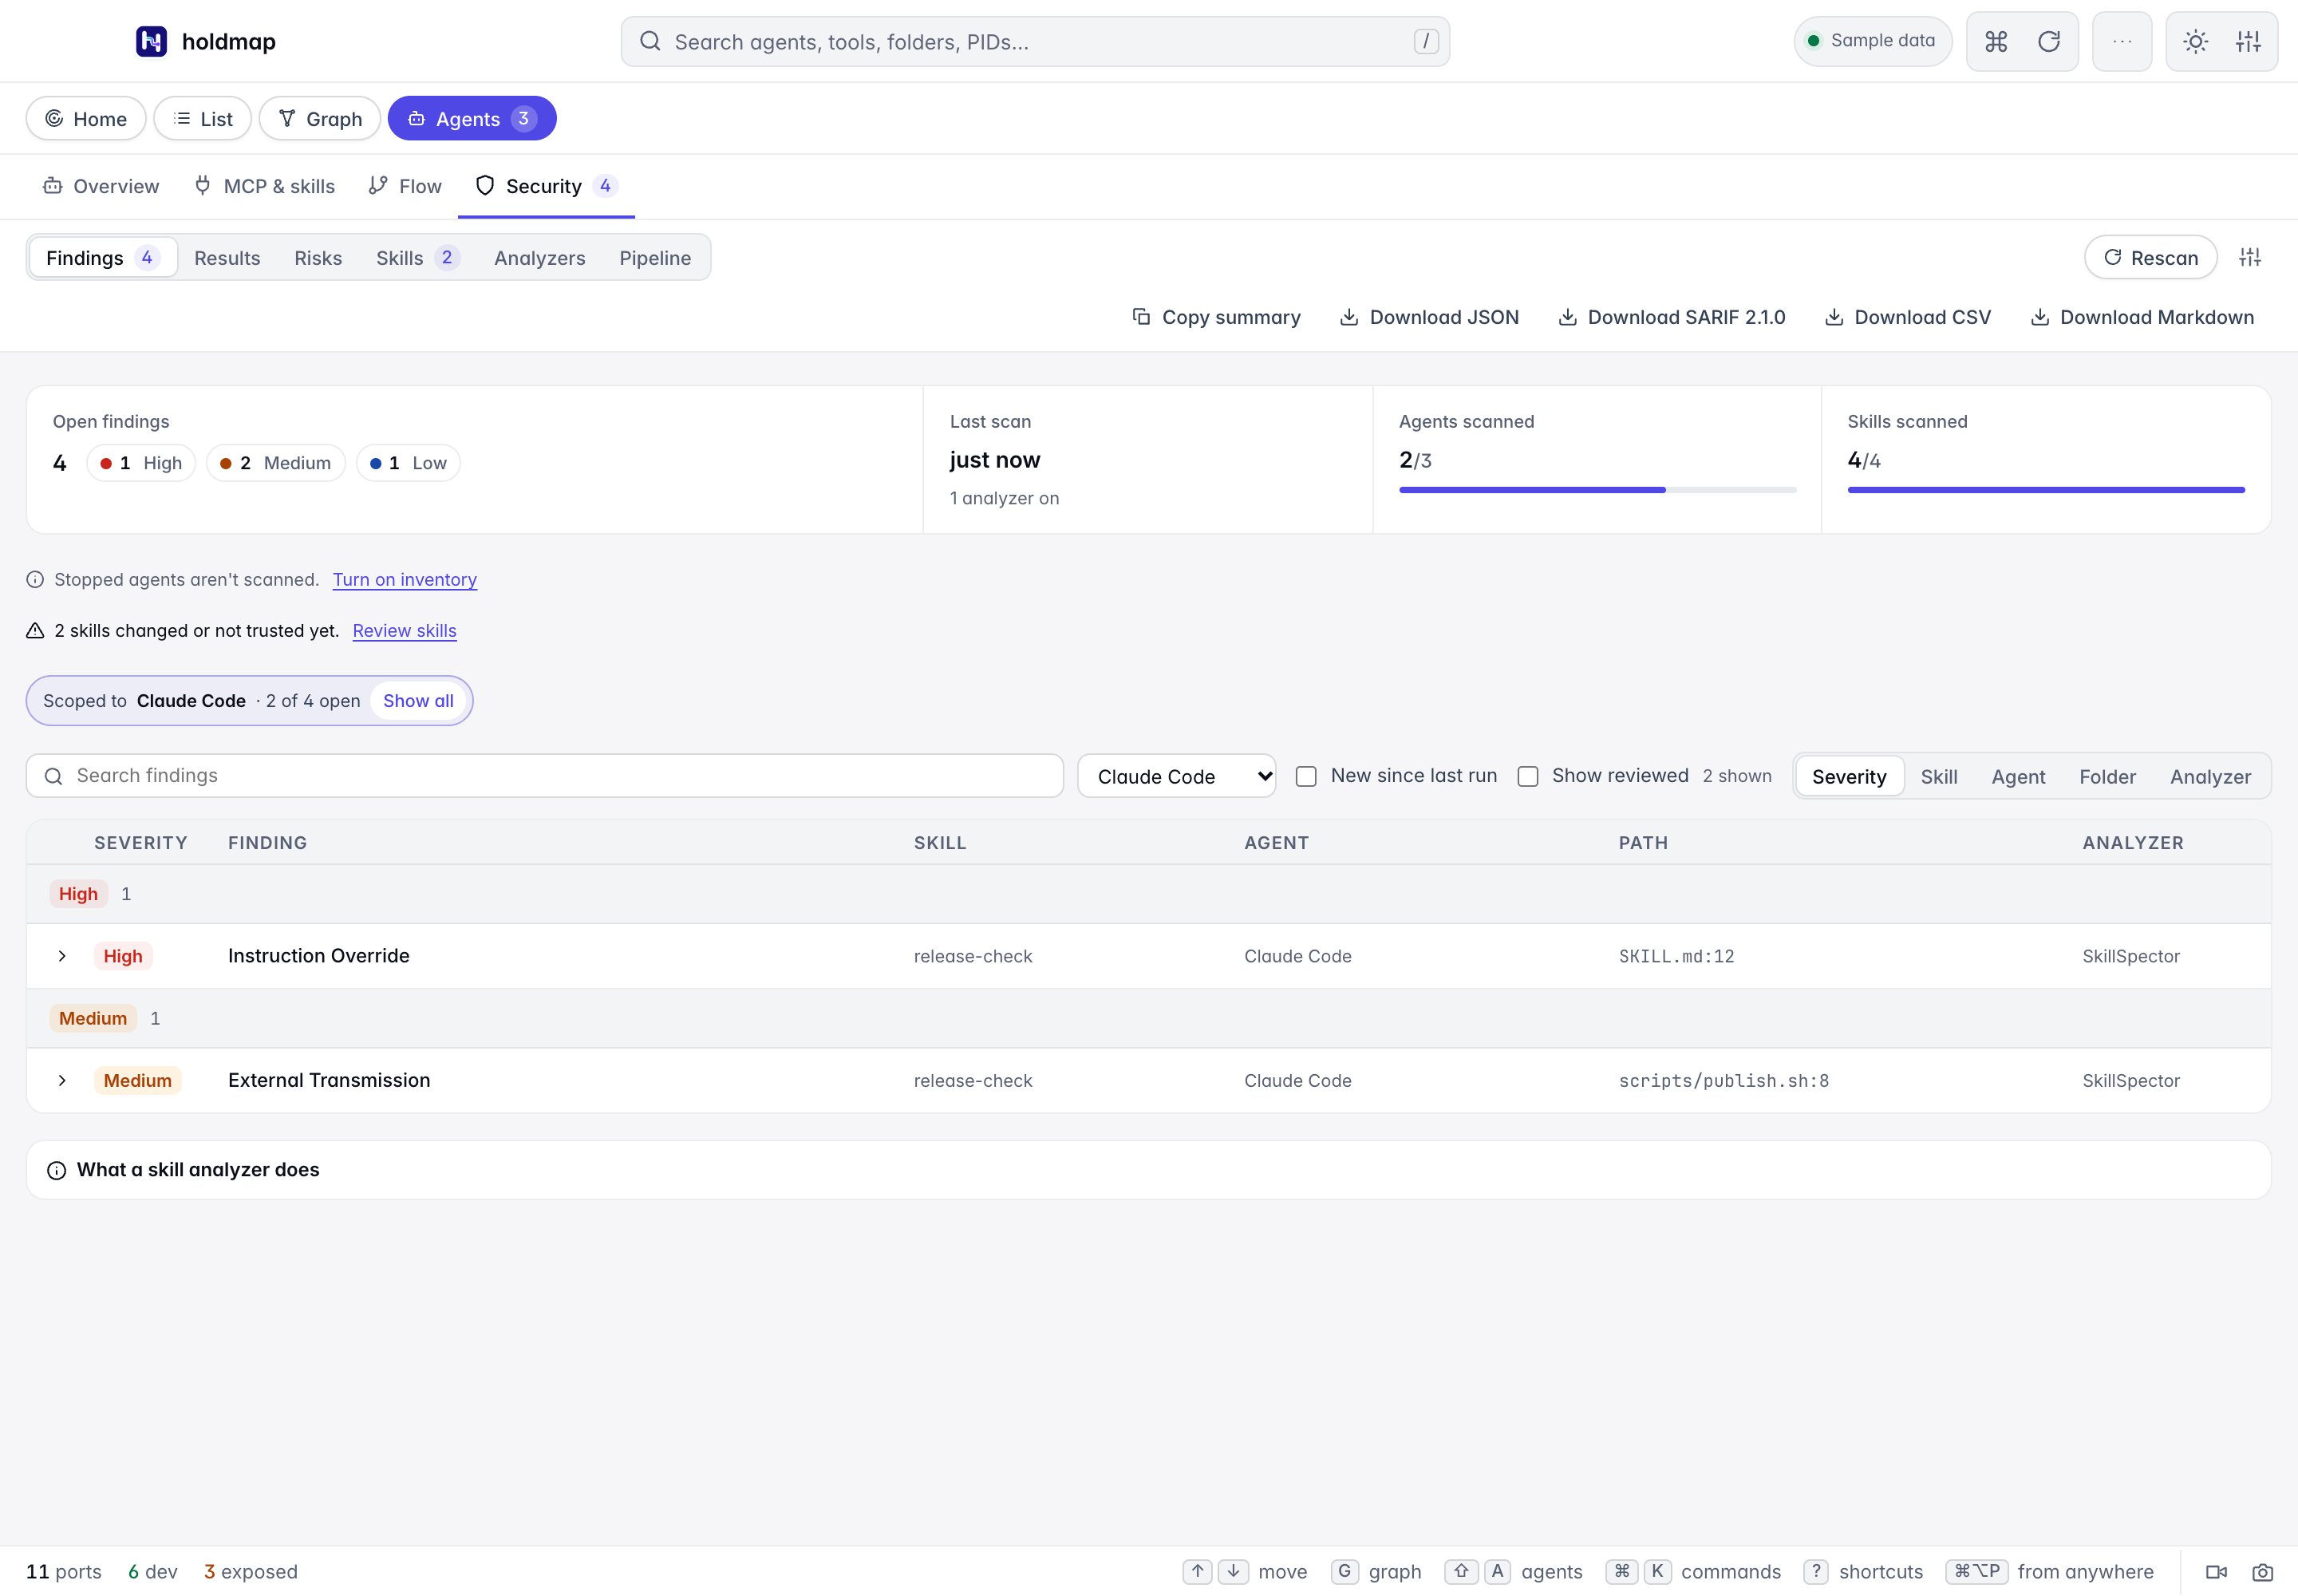 holdmap
Search agents, tools, folders, PIDs...
/
Sample data
Home
List
Graph
Agents 3
Overview
MCP & skills
Flow
Security 4
Findings 4
Results
Risks
Skills 2
Analyzers
Pipeline
Rescan
Copy summary
Download JSON
Download SARIF 2.1.0
Download CSV
Download Markdown
Open findings
4 1 High 2 Medium 1 Low
Last scan
just now
1 analyzer on
Agents scanned
2/3
Skills scanned
4/4
Stopped agents aren't scanned. Turn on inventory
2 skills changed or not trusted yet. Review skills
Scoped to Claude Code · 2 of 4 open Show all
Search findings
Claude Code
New since last run
Show reviewed
2 shown
Severity
Skill
Agent
Folder
Analyzer
SEVERITY FINDING SKILL AGENT PATH ANALYZER
High 1
High Instruction Override release-check Claude Code SKILL.md:12 SkillSpector
Medium 1
Medium External Transmission release-check Claude Code scripts/publish.sh:8 SkillSpector
What a skill analyzer does
11 ports 6 dev 3 exposed
↑ ↓ move G graph ⇧ A agents ⌘ K commands ? shortcuts ⌘⌥P from anywhere